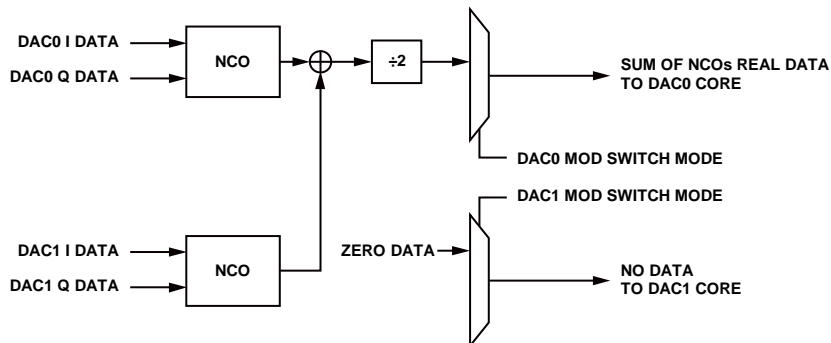 DAC0 I DATA
DAC0 Q DATA
NCO
÷2
SUM OF NCOs REAL DATA
TO DAC0 CORE
DAC0 MOD SWITCH MODE
DAC1 MOD SWITCH MODE
DAC1 I DATA
DAC1 Q DATA
NCO
ZERO DATA
NO DATA
TO DAC1 CORE